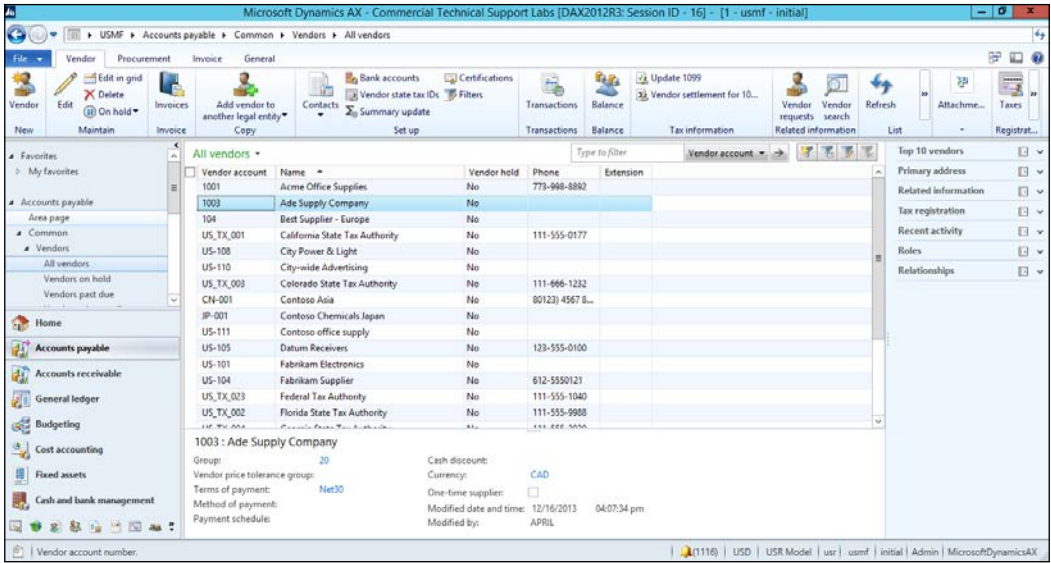 Microsoft Dynamics AX - Commercial Technical Support Labs [DAX2012R3: Session ID - 16] - [1 - usmf - initial]
USMF Accounts payable Common Vendors All vendors
File Vendor Procurement Invoice General
Vendor
New
Edit
Edit in grid
Delete
On hold
Maintain
Invoices
Invoice
Add vendor to another legal entity
Copy
Contacts
Bank accounts
Vendor state tax IDs
Summary update
Certifications
Filters
Set up
Transactions
Transactions
Balance
Balance
Update 1099
Vendor settlement for 10...
Tax information
Vendor requests
Vendor search
Related information
Refresh
List
Attachme...
Taxes
Registrat...
Favorites
My favorites
Accounts payable
Area page
Common
Vendors
All vendors
Vendors on hold
Vendors past due
Home
Accounts payable
Accounts receivable
General ledger
Budgeting
Cost accounting
Fixed assets
Cash and bank management
All vendors
Type to filter Vendor account
Vendor account Name Vendor hold Phone Extension
1001 Acme Office Supplies No 773-998-8892
1003 Ade Supply Company No
104 Best Supplier - Europe No
US_TX_001 California State Tax Authority No 111-555-0177
US-108 City Power & Light No
US-110 City-wide Advertising No
US_TX_003 Colorado State Tax Authority No 111-666-1232
CN-001 Contoso Asia No 80123) 4567 8...
JP-001 Contoso Chemicals Japan No
US-111 Contoso office supply No
US-105 Datum Receivers No 123-555-0100
US-101 Fabrikam Electronics No
US-104 Fabrikam Supplier No 612-5550121
US_TX_023 Federal Tax Authority No 111-555-1040
US_TX_002 Florida State Tax Authority No 111-555-9988
1003 : Ade Supply Company
Group: 20
Vendor price tolerance group:
Terms of payment: Net30
Method of payment:
Payment schedule:
Cash discount:
Currency: CAD
One-time supplier:
Modified date and time: 12/16/2013 04:07:34 pm
Modified by: APRIL
Top 10 vendors
Primary address
Related information
Tax registration
Recent activity
Roles
Relationships
Vendor account number.
(1116) USD USR Model usr usmf initial Admin MicrosoftDynamicsAX